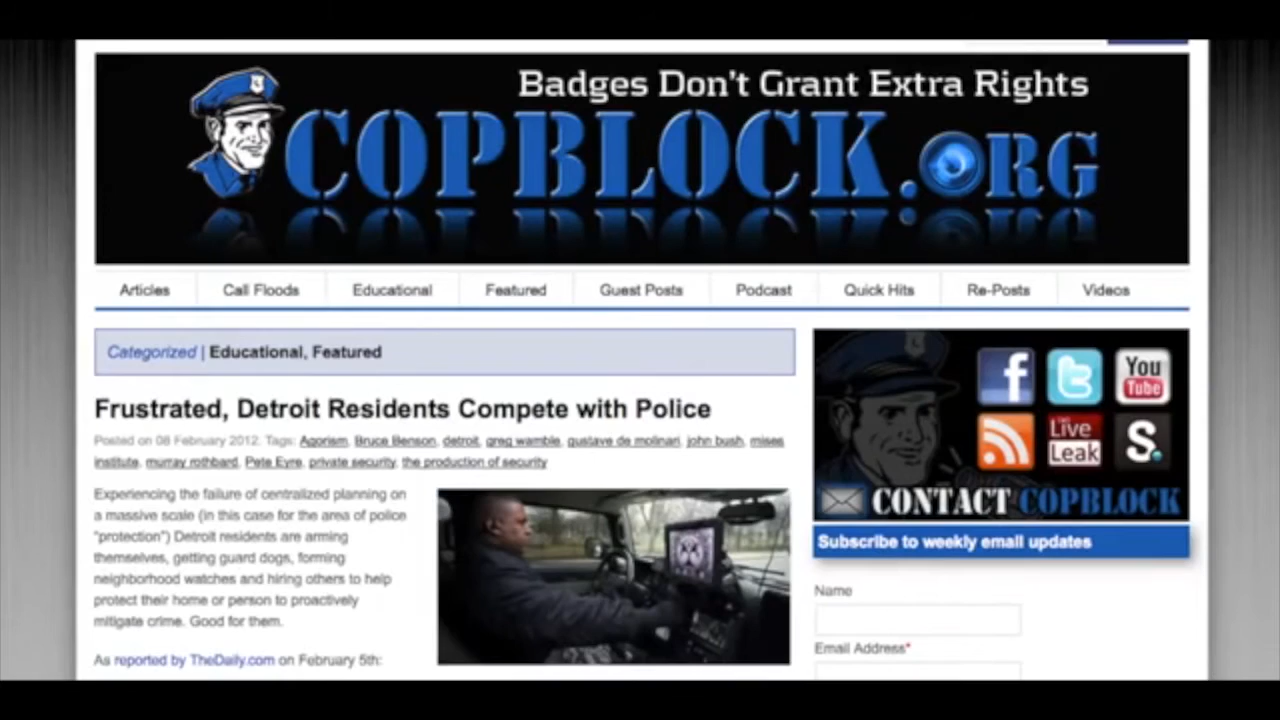 Badges Don't Grant Extra Rights
COPBLOCK.ORG
Articles Call Floods Educational Featured Guest Posts Podcast Quick Hits Re-Posts Videos
Categorized | Educational, Featured
Frustrated, Detroit Residents Compete with Police
Posted on 08 February 2012. Tags: Agorism, Bruce Benson, detroit, greg wamble, gustave de molinari, john bush, mises
institute, murray rothbard, Pete Eyre, private security, the production of security
Experiencing the failure of centralized planning on
a massive scale (in this case for the area of police
"protection") Detroit residents are arming
themselves, getting guard dogs, forming
neighborhood watches and hiring others to help
protect their home or person to proactively
mitigate crime. Good for them.
As reported by TheDaily.com on February 5th:
f t You Tube
Live Leak S.
CONTACT COPBLOCK
Subscribe to weekly email updates
Name
Email Address*